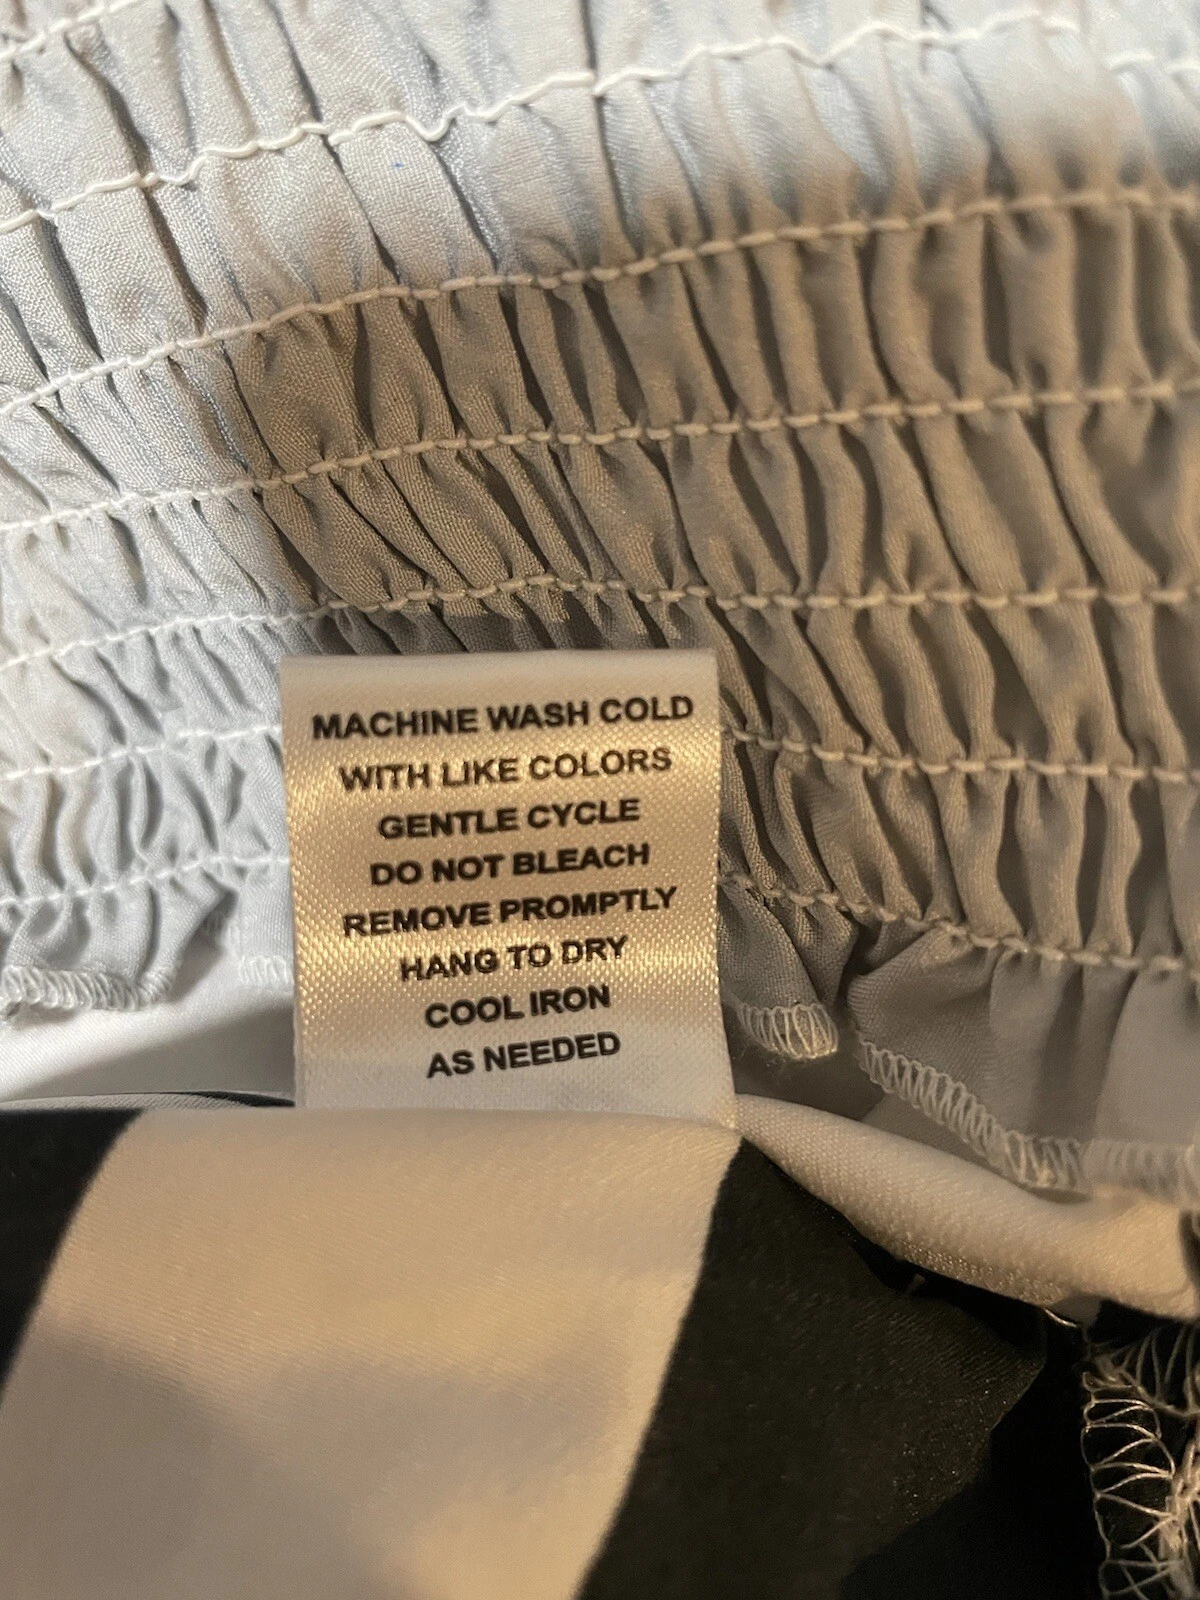 MACHINE WASH COLD
WITH LIKE COLORS
GENTLE CYCLE
DO NOT BLEACH
REMOVE PROMPTLY
HANG TO DRY
COOL IRON
AS NEEDED